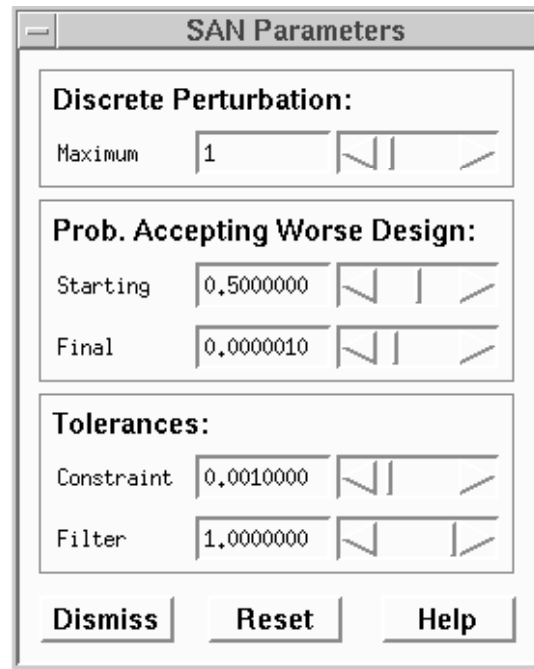 SAN Parameters
Discrete Perturbation:
Maximum 1
Prob. Accepting Worse Design:
Starting 0.5000000
Final 0.0000010
Tolerances:
Constraint 0.0010000
Filter 1.0000000
Dismiss Reset Help